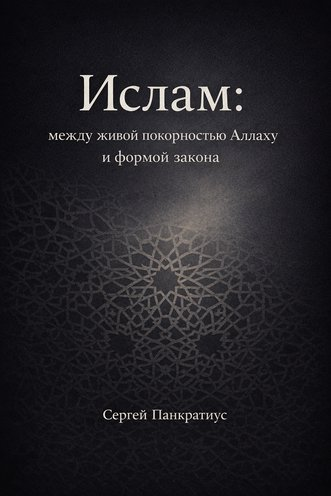 Ислам:
между живой покорностью Аллаху
и формой закона
Сергей Панкратиус